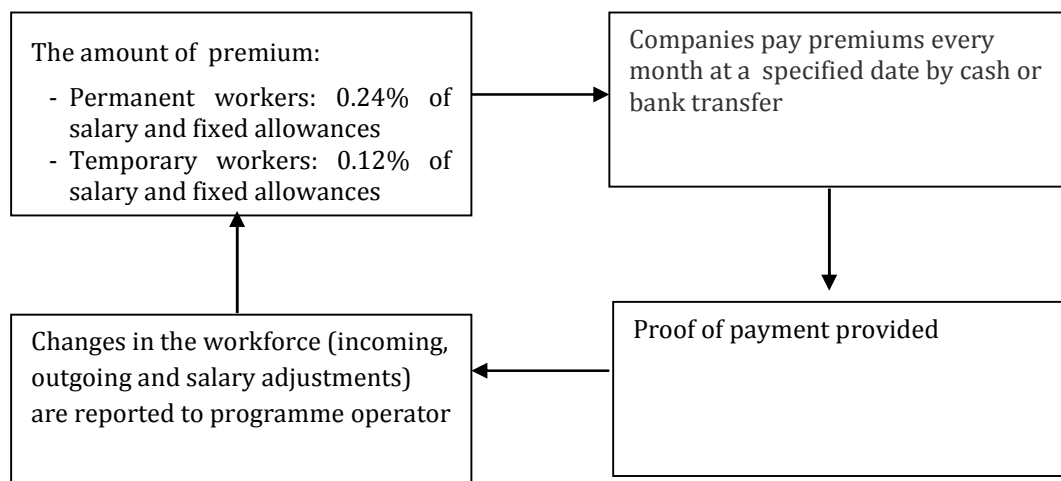 The amount of premium:
- Permanent workers: 0.24% of
salary and fixed allowances
- Temporary workers: 0.12% of
salary and fixed allowances
Companies pay premiums every
month at a specified date by cash or
bank transfer
Proof of payment provided
Changes in the workforce (incoming,
outgoing and salary adjustments)
are reported to programme operator